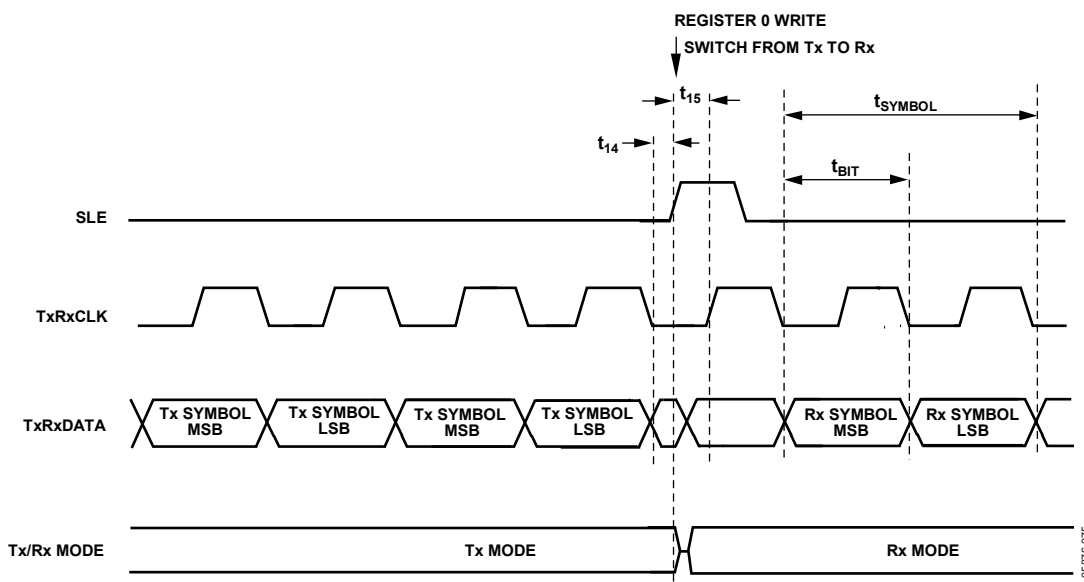 REGISTER 0 WRITE
SWITCH FROM Tx TO Rx
t15
tSYMBOL
t14
tBIT
SLE
TxRxCLK
TxRxDATA
Tx SYMBOL MSB
Tx SYMBOL LSB
Tx SYMBOL MSB
Tx SYMBOL LSB
Rx SYMBOL MSB
Rx SYMBOL LSB
Tx/Rx MODE
Tx MODE
Rx MODE